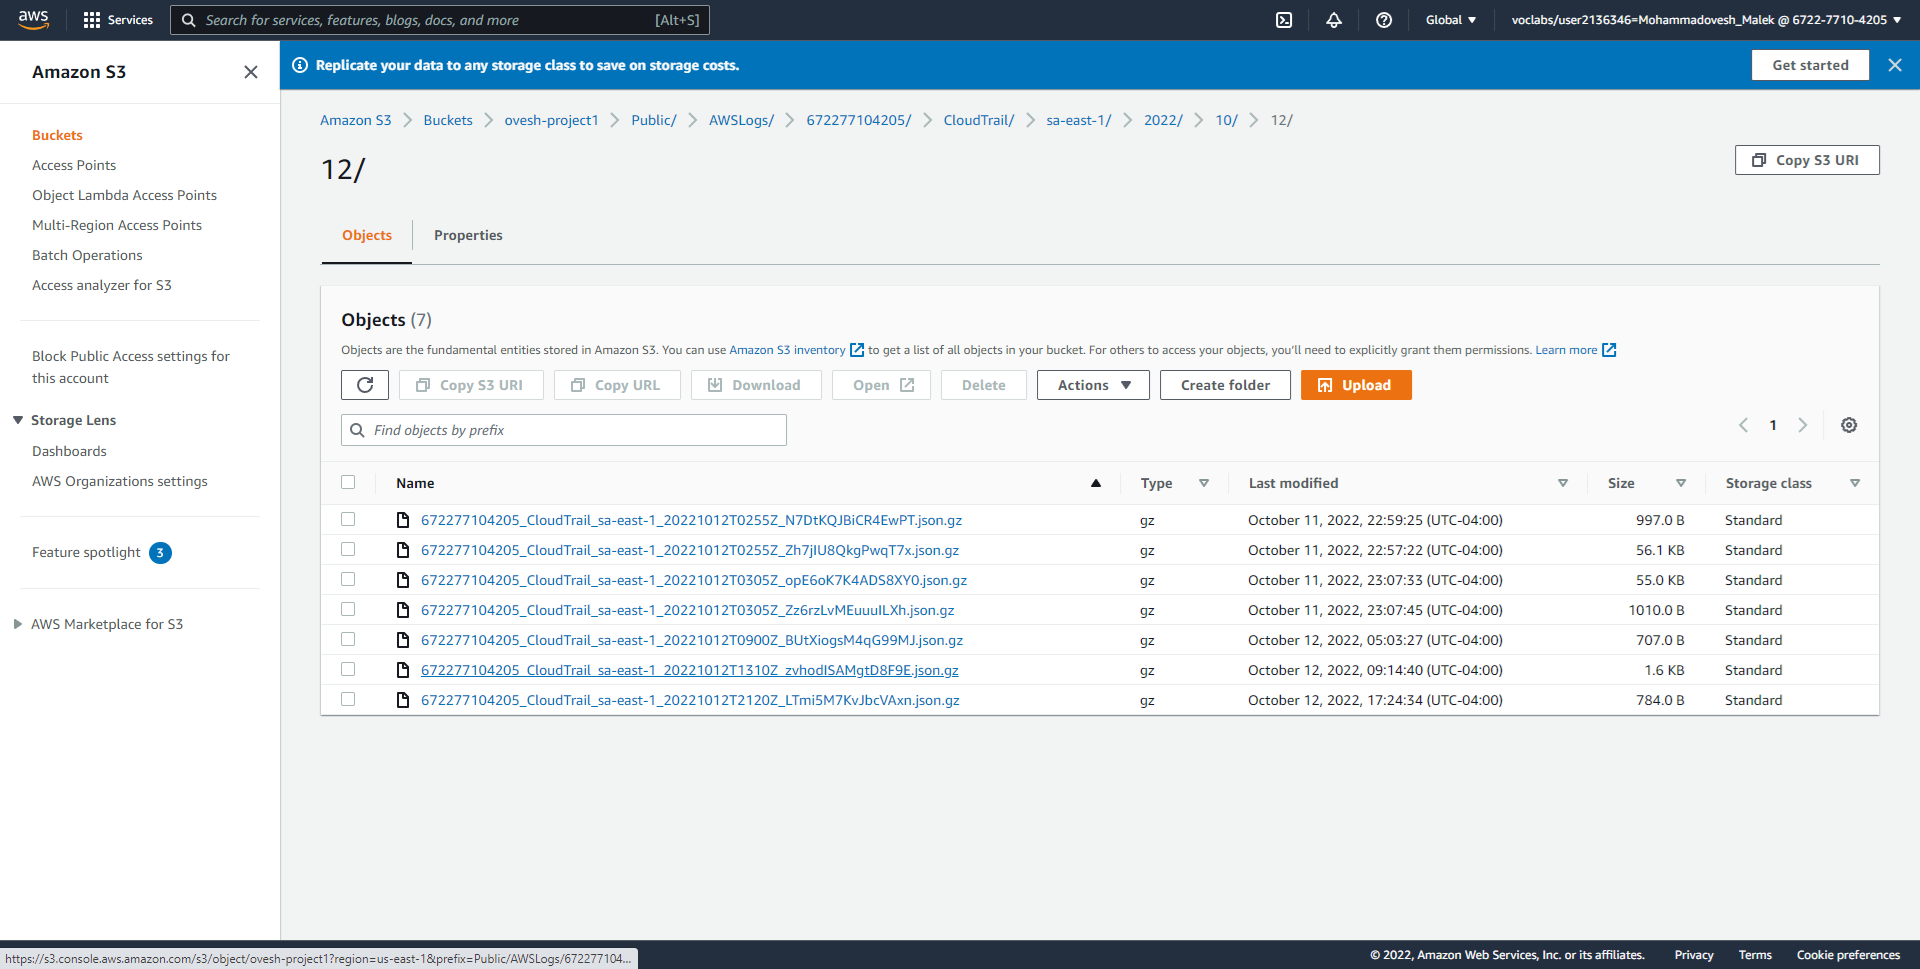 aws
Services
Search for services, features, blogs, docs, and more
[Alt+S]
Global
voclabs/user2136346=Mohammadovesh_Malek @ 6722-7710-4205
Amazon S3
Buckets
Access Points
Object Lambda Access Points
Multi-Region Access Points
Batch Operations
Access analyzer for S3
Block Public Access settings for
this account
Storage Lens
Dashboards
AWS Organizations settings
Feature spotlight 3
AWS Marketplace for S3
Replicate your data to any storage class to save on storage costs.
Get started
Amazon S3 Buckets ovesh-project1 Public/ AWSLogs/ 672277104205/ CloudTrail/ sa-east-1/ 2022/ 10/ 12/
12/
Copy S3 URI
Objects
Properties
Objects (7)
Objects are the fundamental entities stored in Amazon S3. You can use Amazon S3 inventory to get a list of all objects in your bucket. For others to access your objects, you'll need to explicitly grant them permissions. Learn more
Copy S3 URI Copy URL Download Open Delete Actions Create folder Upload
Find objects by prefix
1
Name Type Last modified Size Storage class
672277104205_CloudTrail_sa-east-1_20221012T0255Z_N7DtKQJBiCR4EwPT.json.gz gz October 11, 2022, 22:59:25 (UTC-04:00) 997.0 B Standard
672277104205_CloudTrail_sa-east-1_20221012T0255Z_Zh7jIU8QkgPwqT7x.json.gz gz October 11, 2022, 22:57:22 (UTC-04:00) 56.1 KB Standard
672277104205_CloudTrail_sa-east-1_20221012T0305Z_opE6oK7K4ADS8XY0.json.gz gz October 11, 2022, 23:07:33 (UTC-04:00) 55.0 KB Standard
672277104205_CloudTrail_sa-east-1_20221012T0305Z_Zz6rzLvMEuuuILXh.json.gz gz October 11, 2022, 23:07:45 (UTC-04:00) 1010.0 B Standard
672277104205_CloudTrail_sa-east-1_20221012T0900Z_BUtXiogsM4qG99MJ.json.gz gz October 12, 2022, 05:03:27 (UTC-04:00) 707.0 B Standard
672277104205_CloudTrail_sa-east-1_20221012T1310Z_zvhodISAMgtD8F9E.json.gz gz October 12, 2022, 09:14:40 (UTC-04:00) 1.6 KB Standard
672277104205_CloudTrail_sa-east-1_20221012T2120Z_LTmi5M7KvJbcVAxn.json.gz gz October 12, 2022, 17:24:34 (UTC-04:00) 784.0 B Standard
https://s3.console.aws.amazon.com/s3/object/ovesh-project1?region=us-east-1&prefix=Public/AWSLogs/672277104...
© 2022, Amazon Web Services, Inc. or its affiliates. Privacy Terms Cookie preferences